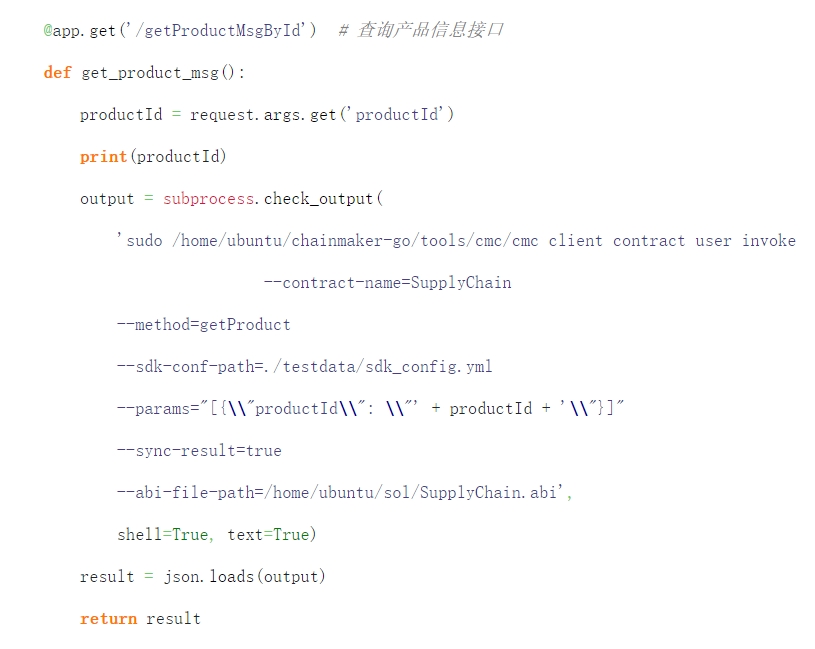 @app.get('/getProductMsgById')  # 查询产品信息接口
def get_product_msg():
    productId = request.args.get('productId')
    print(productId)
    output = subprocess.check_output(
        'sudo /home/ubuntu/chainmaker-go/tools/cmc/cmc client contract user invoke
                        --contract-name=SupplyChain
        --method=getProduct
        --sdk-conf-path=./testdata/sdk_config.yml
        --params="[{\\"productId\\": \\"' + productId + '\\"}]"
        --sync-result=true
        --abi-file-path=/home/ubuntu/sol/SupplyChain.abi',
        shell=True, text=True)
    result = json.loads(output)
    return result